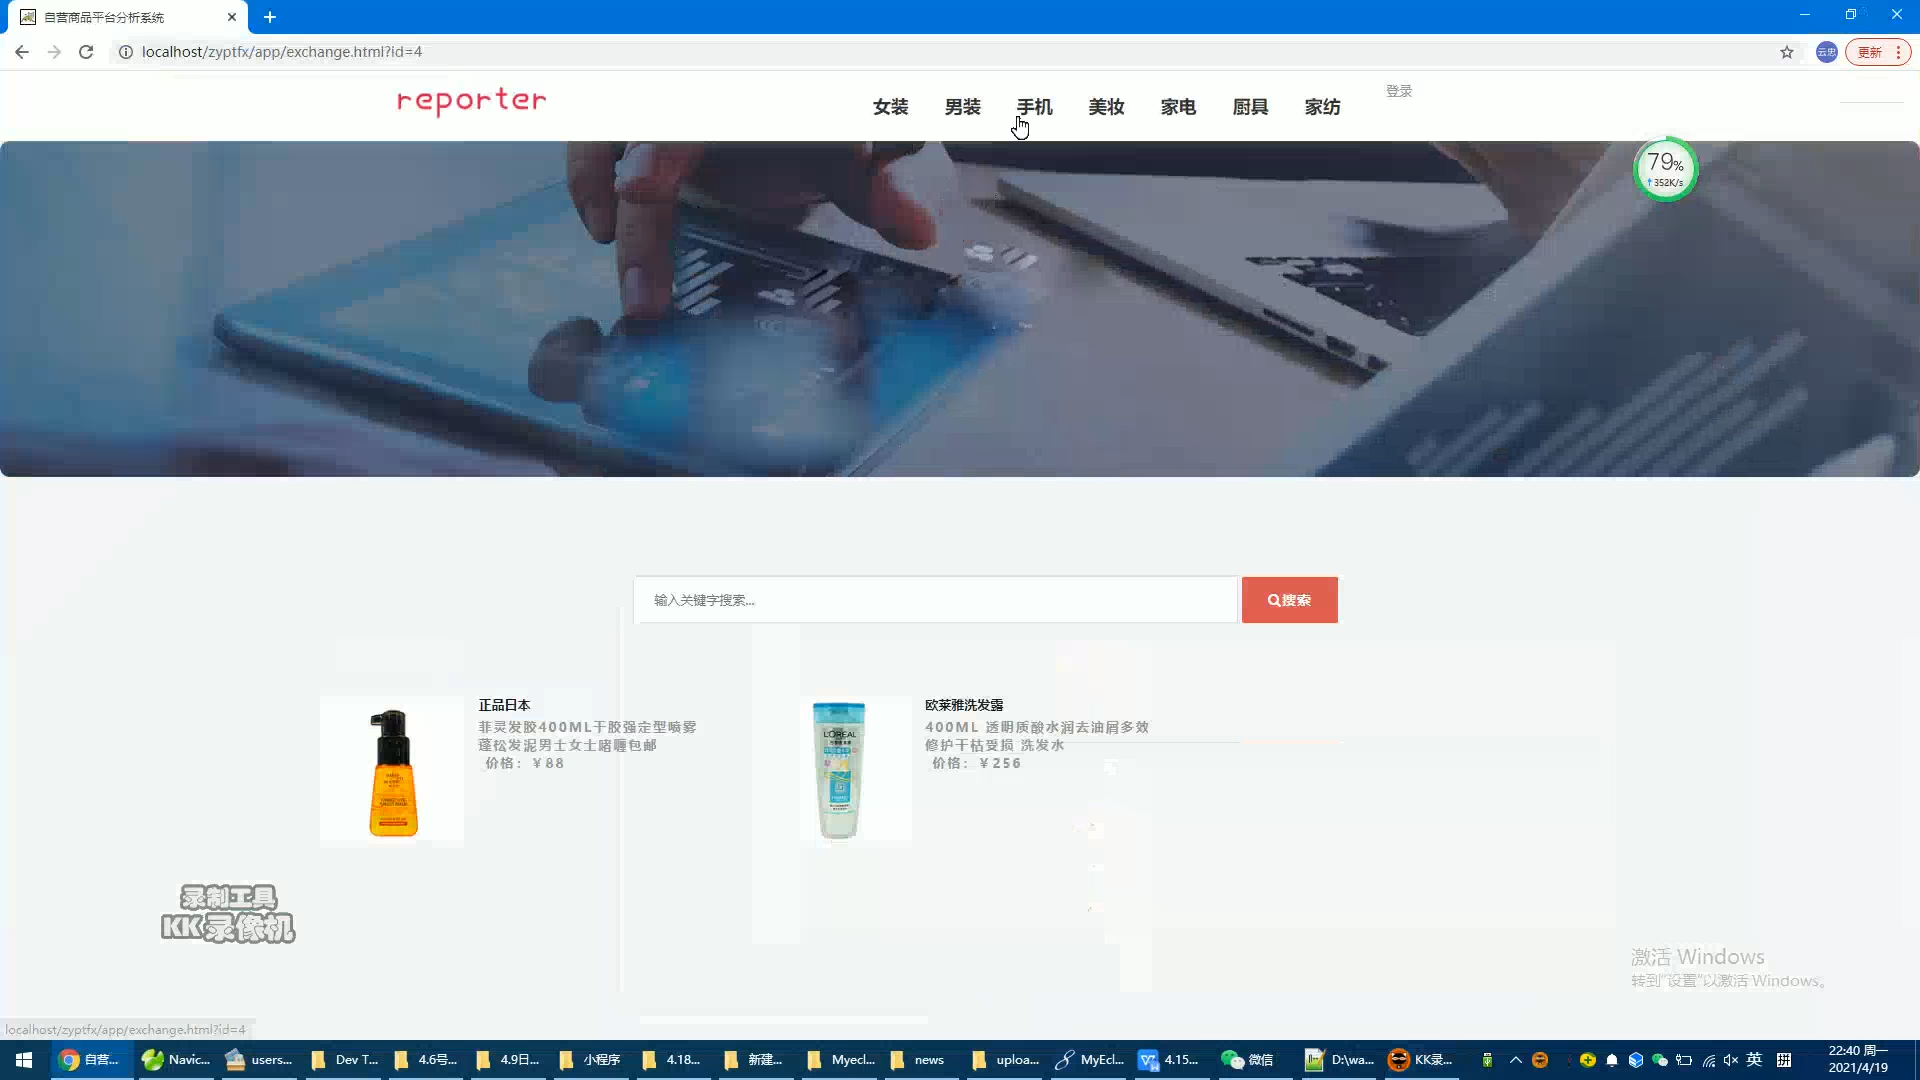 自营商品平台分析系统
localhost/zyptfx/app/exchange.html?id=4
云忠
更新
reporter
女装 男装 手机 美妆 家电 厨具 家纺
登录
79%
↑352K/s
输入关键字搜索...
搜索
正品日本
菲灵发胶400ML干胶强定型喷雾
蓬松发泥男士女士啫喱包邮
价格：￥88
欧莱雅洗发露
400ML 透明质酸水润去油屑多效
修护干枯受损 洗发水
价格：￥256
L'OREAL
录制工具
KK录像机
激活 Windows
转到"设置"以激活 Windows。
localhost/zyptfx/app/exchange.html?id=4
自营... Navic... users... Dev T... 4.6号... 4.9日... 小程序 4.18... 新建... Myecl... news uploa... MyEcl... 4.15... 微信 D:\wa... KK录... 英
22:40 周一
2021/4/19